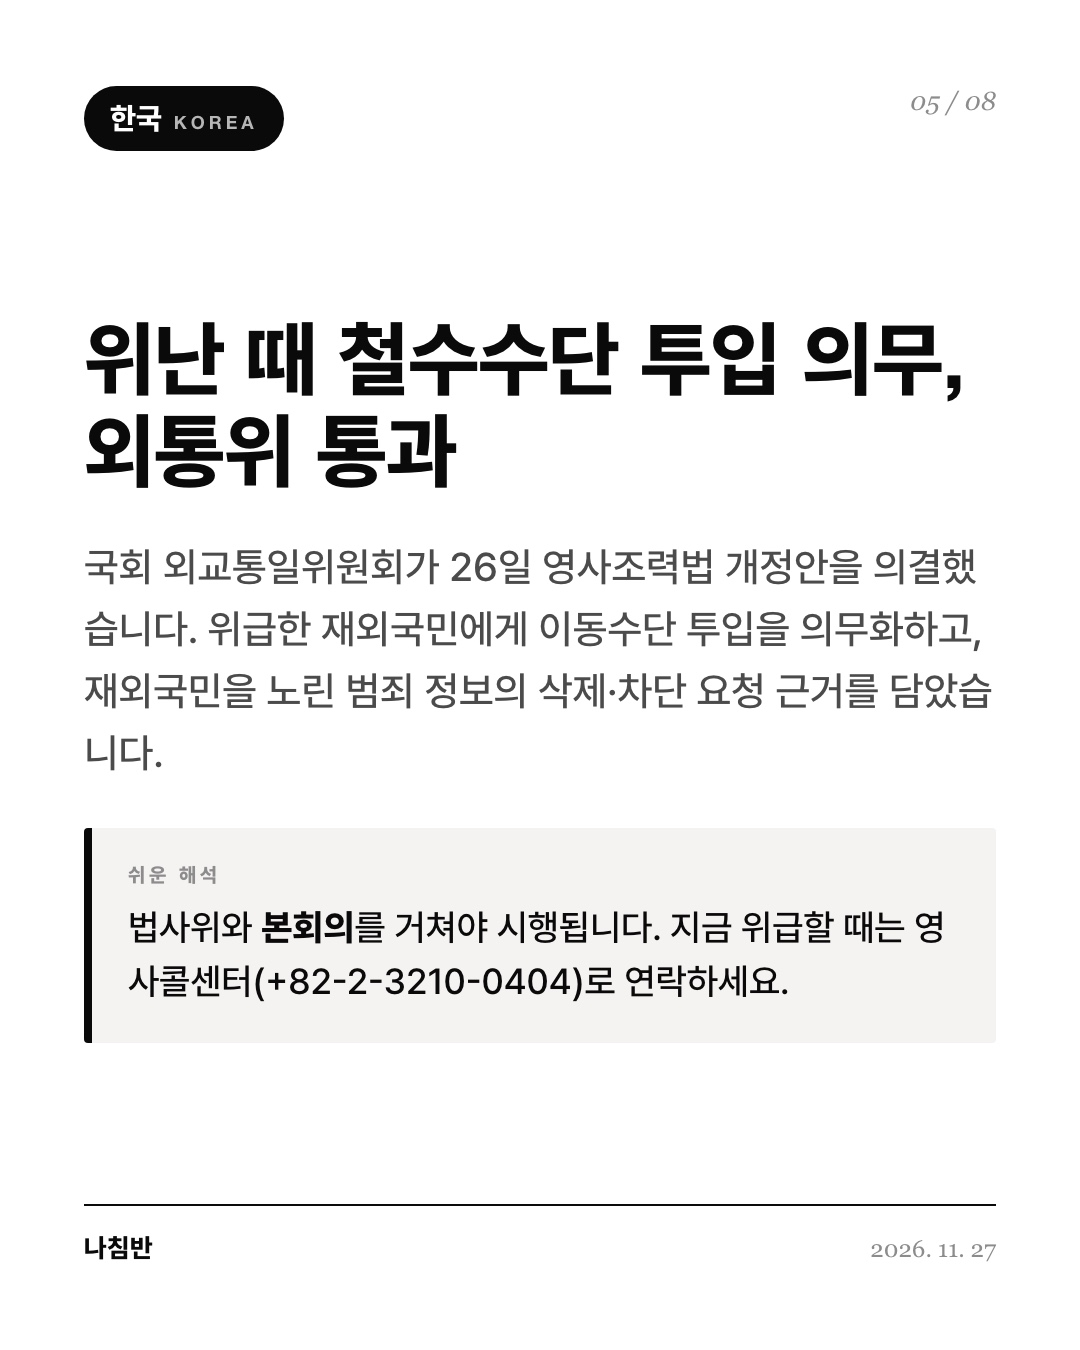 한국 KOREA
05 / 08
위난 때 철수수단 투입 의무,
외통위 통과
국회 외교통일위원회가 26일 영사조력법 개정안을 의결했
습니다. 위급한 재외국민에게 이동수단 투입을 의무화하고,
재외국민을 노린 범죄 정보의 삭제·차단 요청 근거를 담았습
니다.
쉬운 해석
법사위와 본회의를 거쳐야 시행됩니다. 지금 위급할 때는 영
사콜센터(+82-2-3210-0404)로 연락하세요.
나침반
2026. 11. 27